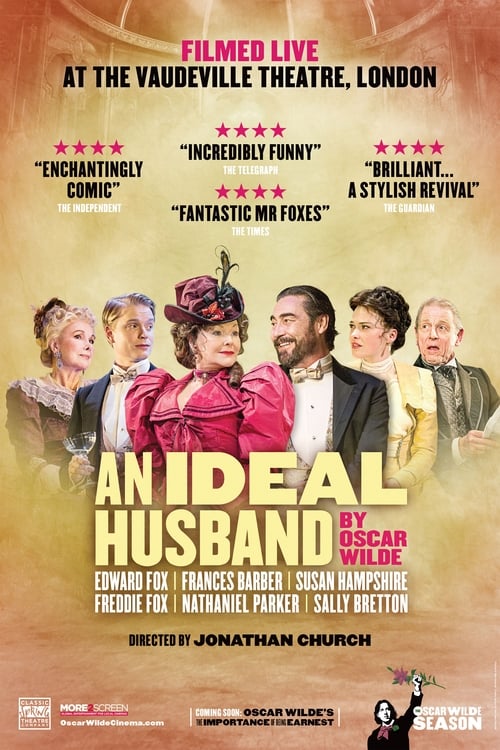 FILMED LIVE
AT THE VAUDEVILLE THEATRE, LONDON
★★★★
"ENCHANTINGLY
COMIC"
THE INDEPENDENT
★★★★
"INCREDIBLY FUNNY"
THE TELEGRAPH
★★★★
"FANTASTIC MR FOXES"
THE TIMES
★★★★
"BRILLIANT...
A STYLISH REVIVAL"
THE GUARDIAN
AN IDEAL
HUSBAND
BY
OSCAR
WILDE
EDWARD FOX | FRANCES BARBER | SUSAN HAMPSHIRE
FREDDIE FOX | NATHANIEL PARKER | SALLY BRETTON
DIRECTED BY JONATHAN CHURCH
CLASSIC
SPRING
THEATRE
COMPANY
MORE2SCREEN
OscarWildeCinema.com
COMING SOON: OSCAR WILDE'S
THE IMPORTANCE OF BEING EARNEST
OSCAR WILDE
SEASON